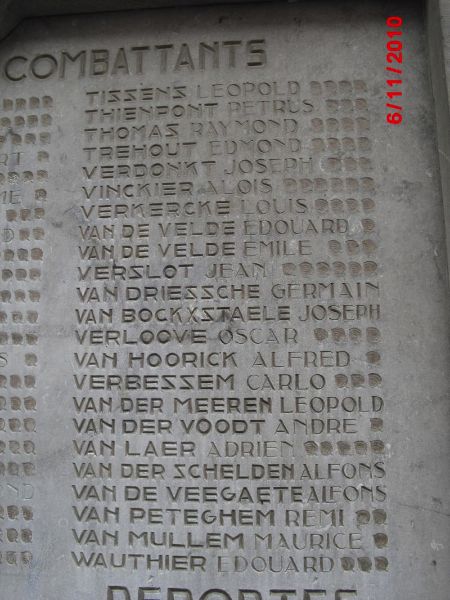 COMBATTANTS
6/11/2010
TISSENS LEOPOLD
THIENPONT PETRUS
THOMAS RAYMOND
TREHOUT EDMOND
VERDONKT JOSEPH
VINCKIER ALOIS
VERKERCKE LOUIS
VAN DE VELDE EDOUARD
VAN DE VELDE EMILE
VERSLOT JEAN
VAN DRIESSCHE GERMAIN
VAN BOCKXSTAELE JOSEPH
VERLOOVE OSCAR
VAN HOORICK ALFRED
VERBESSEM CARLO
VAN DER MEEREN LEOPOLD
VAN DER VOODT ANDRE
VAN LAER ADRIEN
VAN DER SCHELDEN ALFONS
VAN DE VEEGAETE ALFONS
VAN PETEGHEM REMI
VAN MULLEM MAURICE
WAUTHIER EDOUARD
DEPORTES